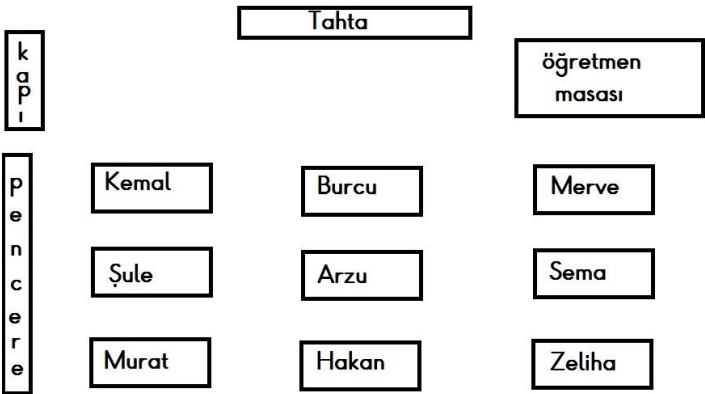 Tahta
kapı
öğretmen
masası
pencere
Kemal
Burcu
Merve
Şule
Arzu
Sema
Murat
Hakan
Zeliha